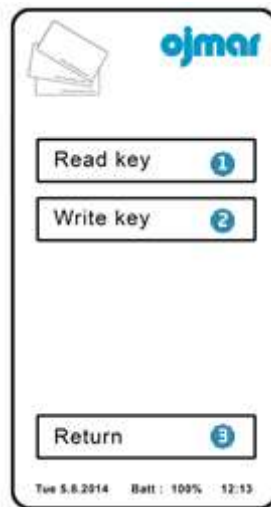 ojmar
Read key 1
Write key 2
Return 3
Tue 5.8.2014 Batt : 100% 12:13